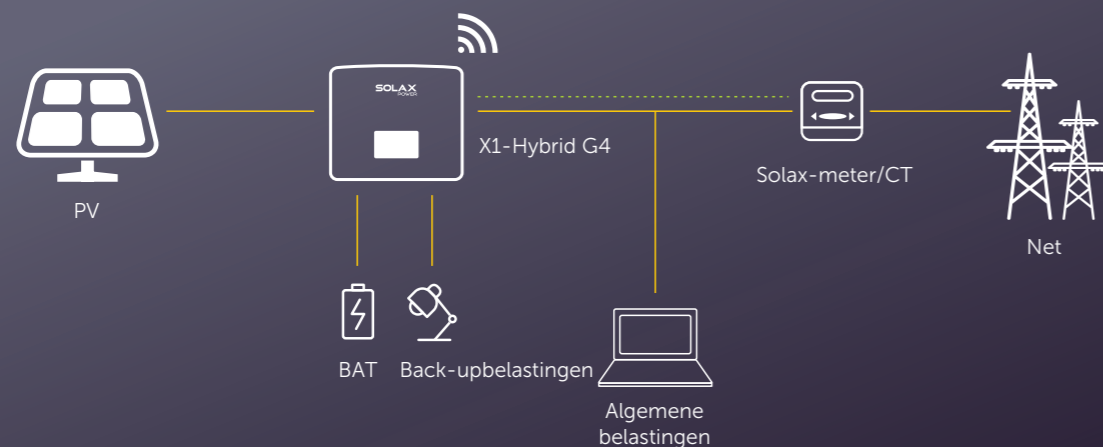 SOLAX
POWER
X1-Hybrid G4
Solax-meter/CT
PV
Net
BAT
Back-upbelastingen
Algemene
belastingen